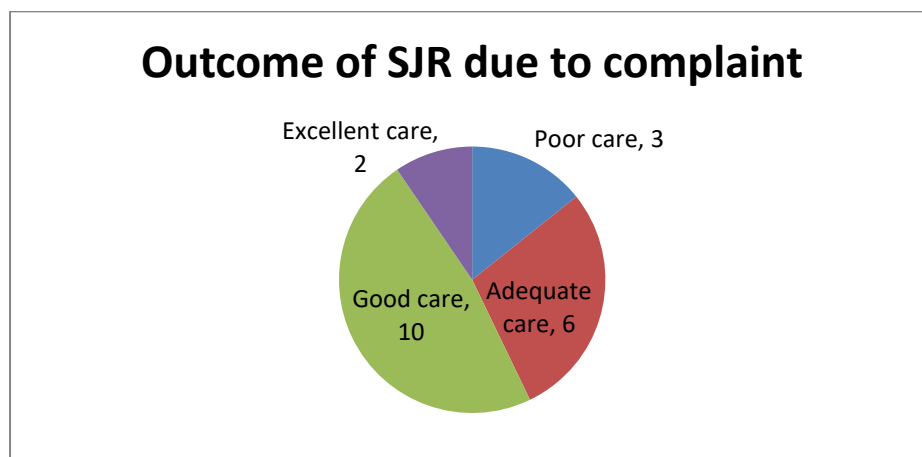 Outcome of SJR due to complaint
Excellent care,
2
Poor care, 3
Good care,
10
Adequate
care, 6